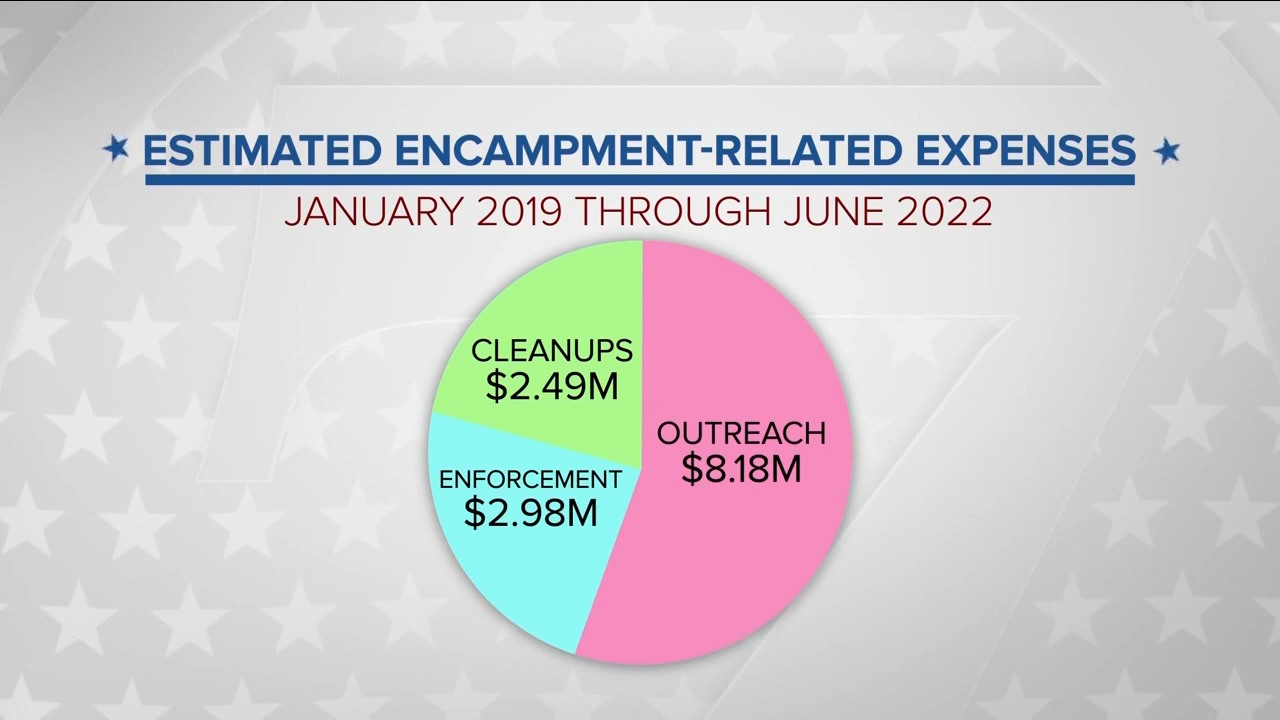 ESTIMATED ENCAMPMENT-RELATED EXPENSES
JANUARY 2019 THROUGH JUNE 2022
CLEANUPS
$2.49M
OUTREACH
$8.18M
ENFORCEMENT
$2.98M